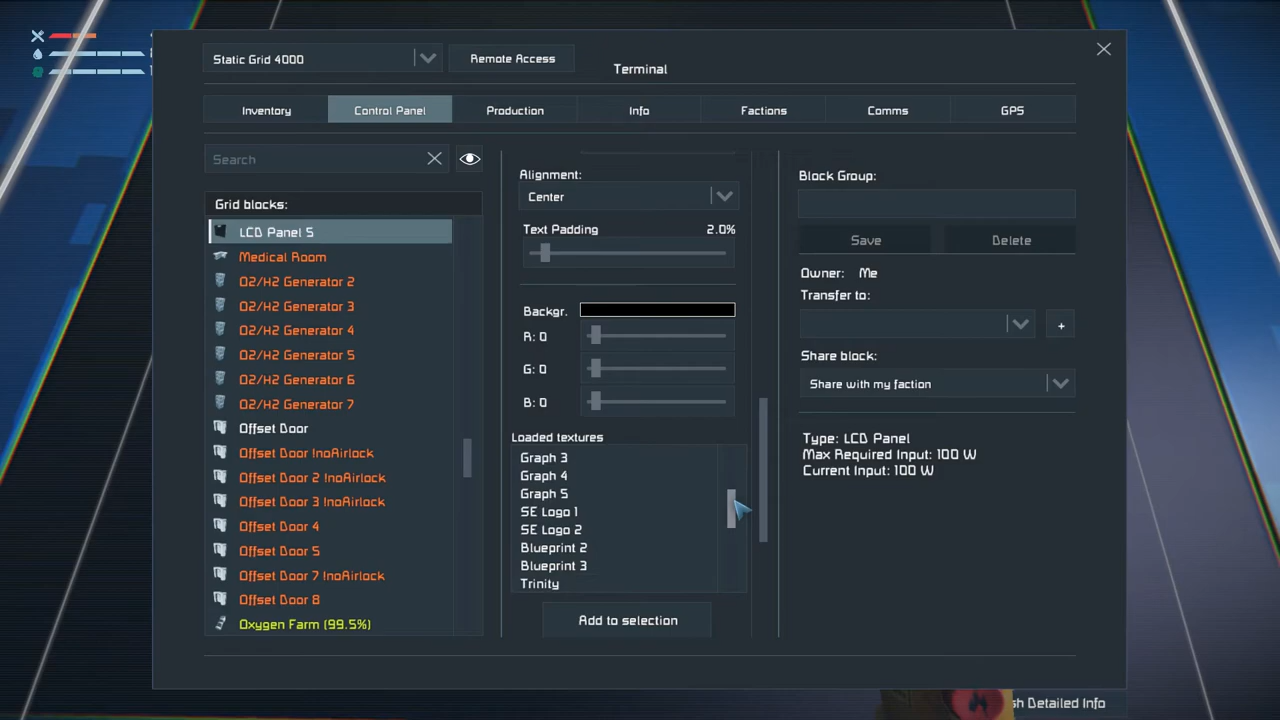 Static Grid 4000
Remote Access
Terminal
Inventory
Control Panel
Production
Info
Factions
Comms
GPS
Search
Grid blocks:
LCD Panel 5
Medical Room
O2/H2 Generator 2
O2/H2 Generator 3
O2/H2 Generator 4
O2/H2 Generator 5
O2/H2 Generator 6
O2/H2 Generator 7
Offset Door
Offset Door !noAirlock
Offset Door 2 !noAirlock
Offset Door 3 !noAirlock
Offset Door 4
Offset Door 5
Offset Door 7 !noAirlock
Offset Door 8
Oxygen Farm (99.5%)
Alignment:
Center
Text Padding 2.0%
Backgr.
R: 0
G: 0
B: 0
Loaded textures
Graph 3
Graph 4
Graph 5
SE Logo 1
SE Logo 2
Blueprint 2
Blueprint 3
Trinity
Add to selection
Block Group:
Save
Delete
Owner: Me
Transfer to:
+
Share block:
Share with my faction
Type: LCD Panel
Max Required Input: 100 W
Current Input: 100 W
sh Detailed Info